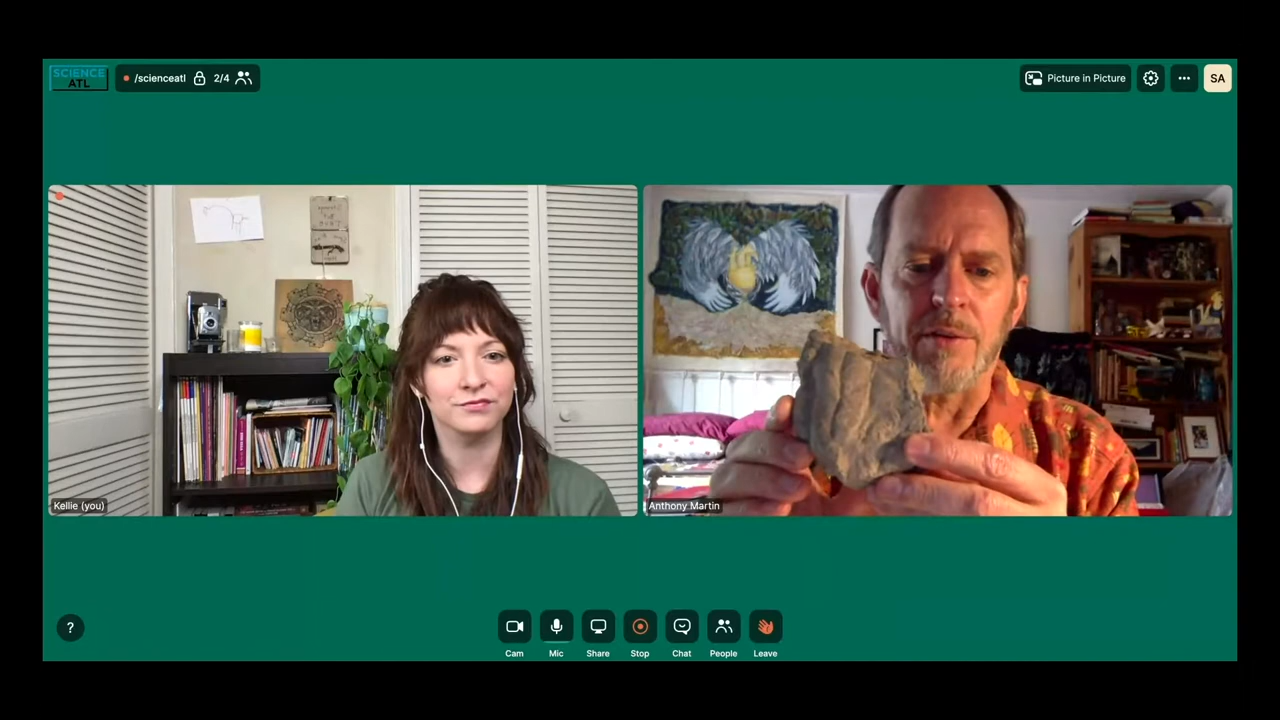 SCIENCE
ATL
/scienceatl 2/4
Picture in Picture
SA
Kellie (you)
Anthony Martin
?
Cam Mic Share Stop Chat People Leave